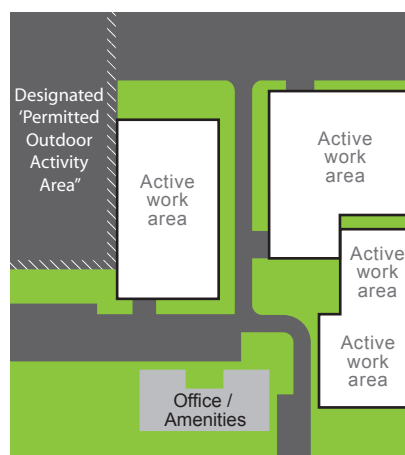 Designated
‘Permitted
Outdoor
Activity
Area”
Active
work
area
Active
work
area
Active
work
area
Active
work
area
Office /
Amenities